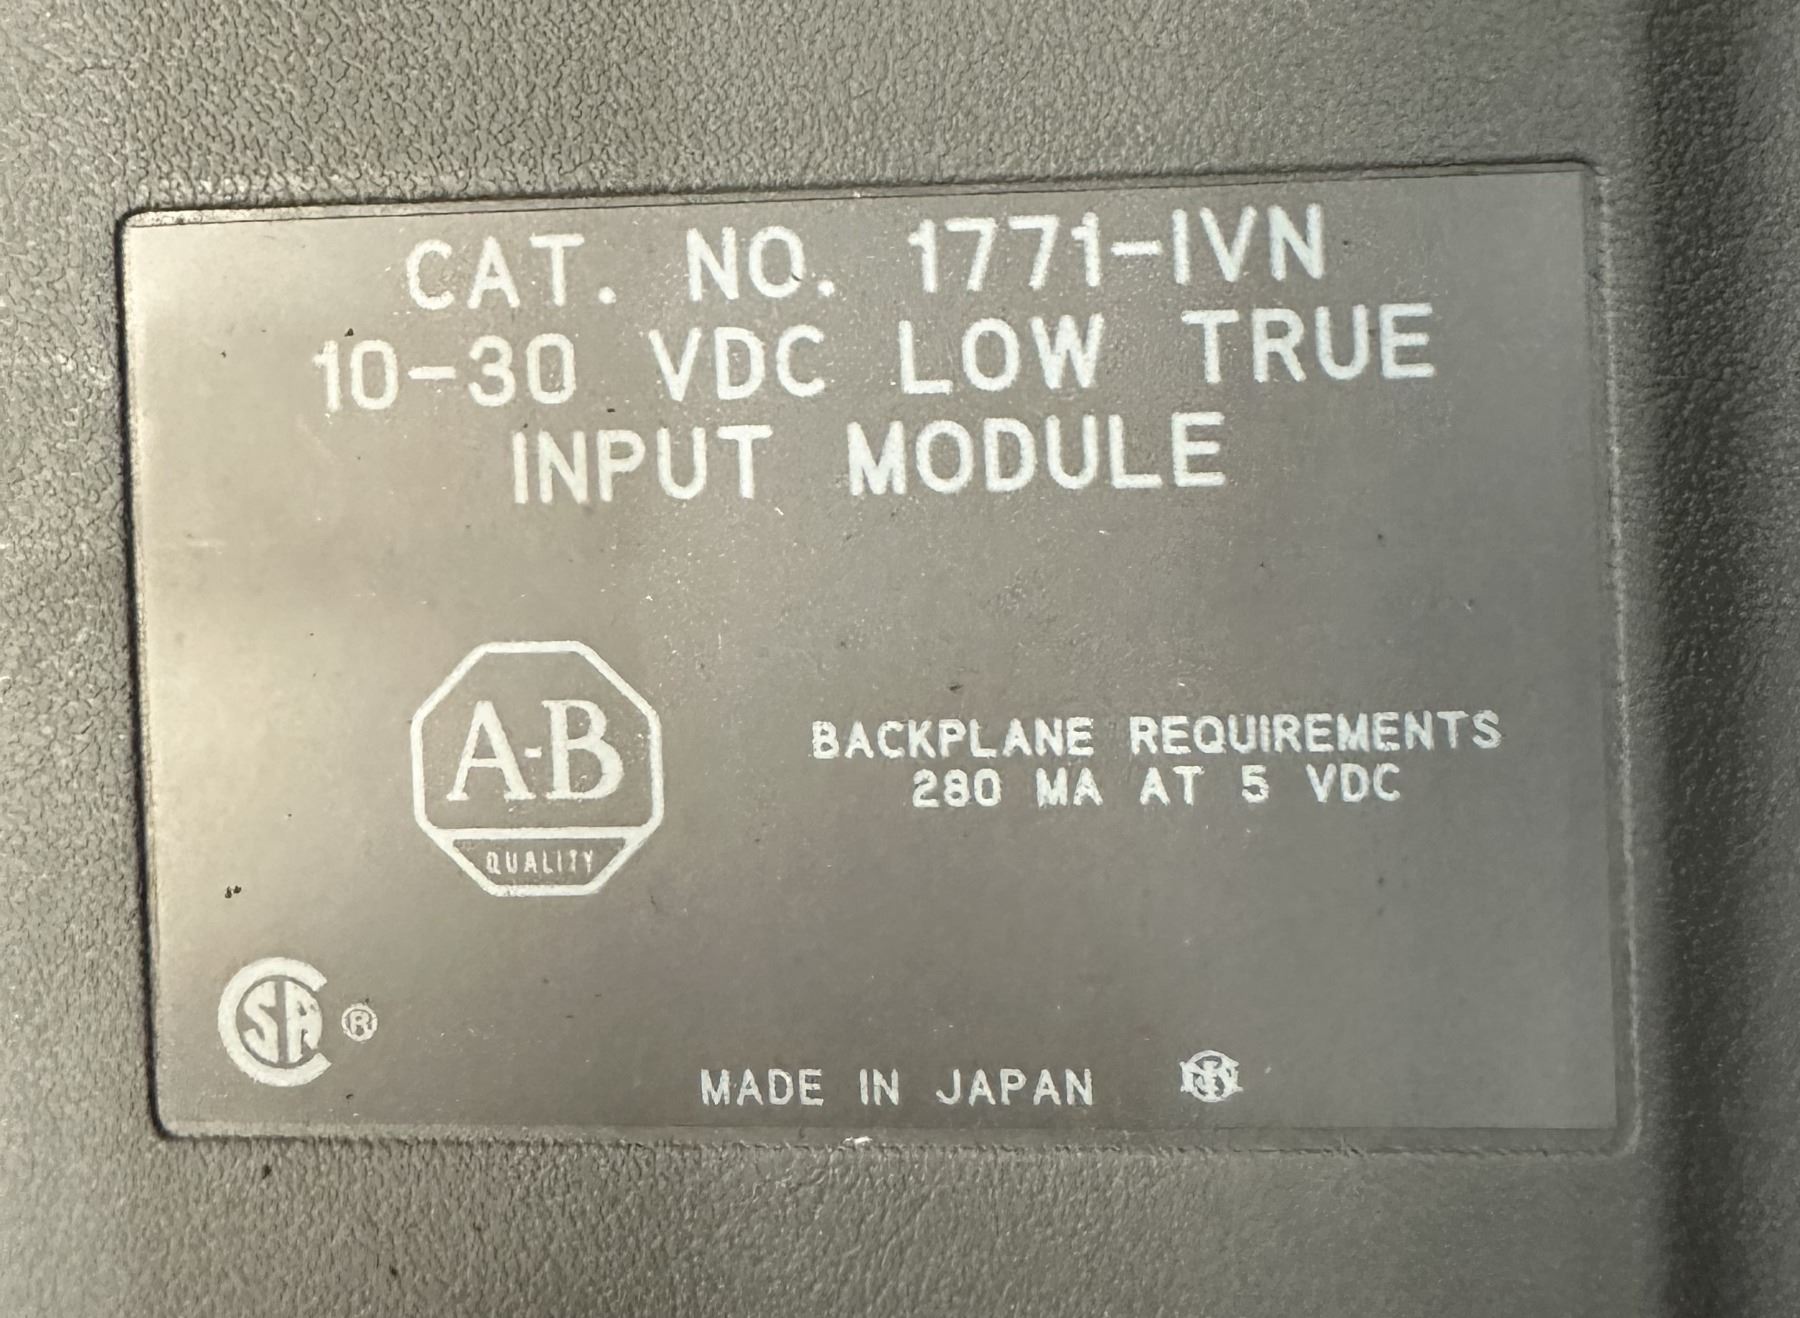 CAT. NO. 1771-IVN
10-30 VDC LOW TRUE
INPUT MODULE
A-B
QUALITY
BACKPLANE REQUIREMENTS
280 MA AT 5 VDC
CSA ®
MADE IN JAPAN